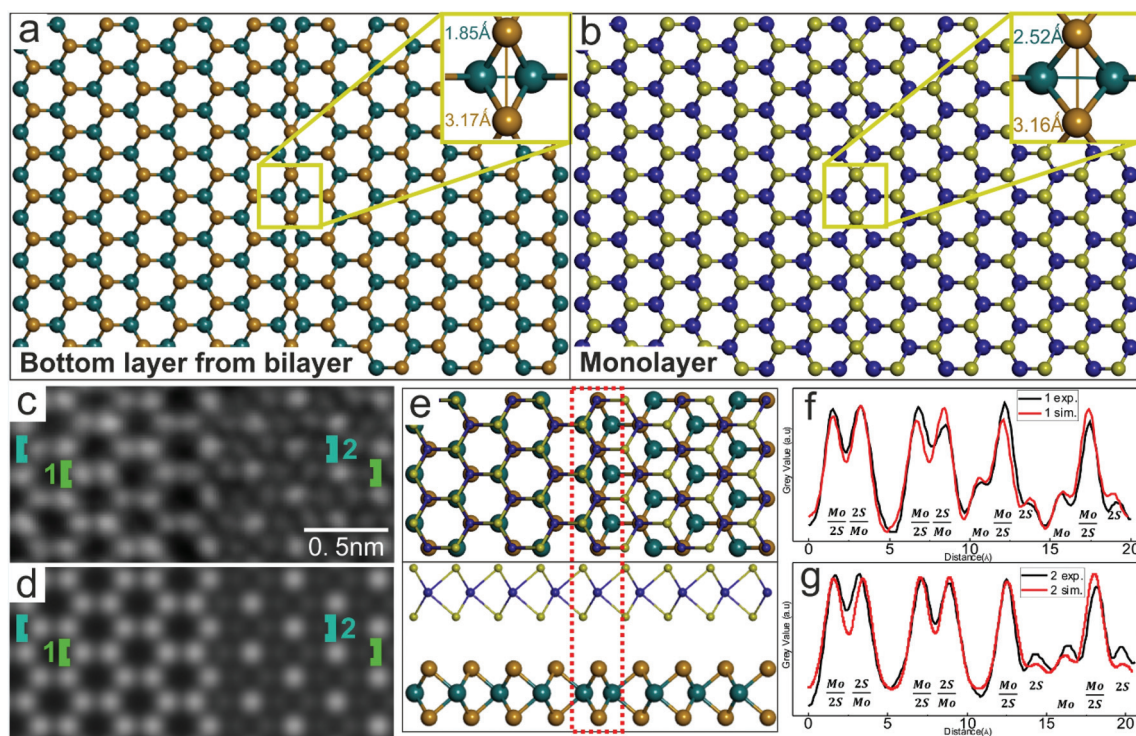 a
1.85Å
3.17Å
Bottom layer from bilayer
b
2.52Å
3.16Å
Monolayer
c
1
2
0.5nm
d
1
2
e
f
1 exp.
1 sim.
Grey Value (a.u)
Mo 2S Mo 2S Mo 2S
2S Mo 2S Mo Mo 2S Mo 2S 2S
0 5 10 15 20
Distance(Å)
g
2 exp.
2 sim.
Grey Value (a.u)
Mo 2S Mo 2S Mo 2S Mo 2S
2S Mo 2S Mo 2S Mo 2S
0 5 10 15 20
Distance(Å)